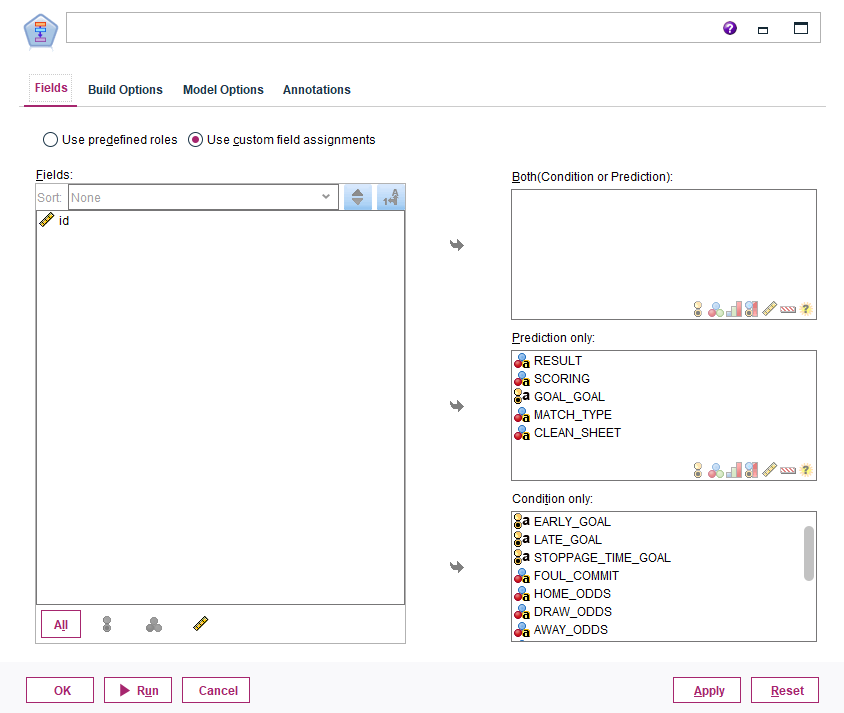 ?
Fields Build Options Model Options Annotations
Use predefined roles Use custom field assignments
Fields:
Sort: None
id
All
Both(Condition or Prediction):
?
Prediction only:
RESULT
SCORING
GOAL_GOAL
MATCH_TYPE
CLEAN_SHEET
?
Condition only:
EARLY_GOAL
LATE_GOAL
STOPPAGE_TIME_GOAL
FOUL_COMMIT
HOME_ODDS
DRAW_ODDS
AWAY_ODDS
OK Run Cancel Apply Reset